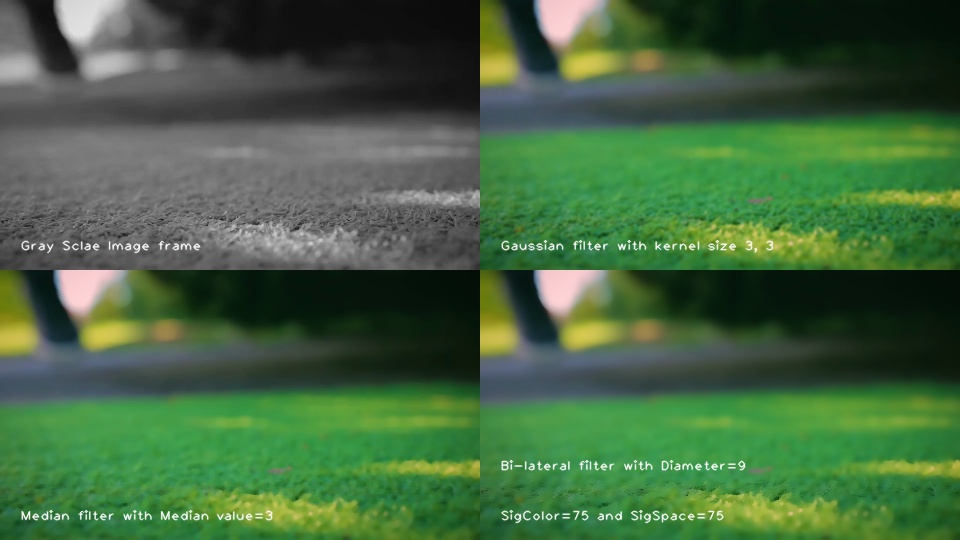 Gray Sclae Image frame
Gaussian filter with kernel size 3, 3
Median filter with Median value=3
Bi-lateral filter with Diameter=9
SigColor=75 and SigSpace=75